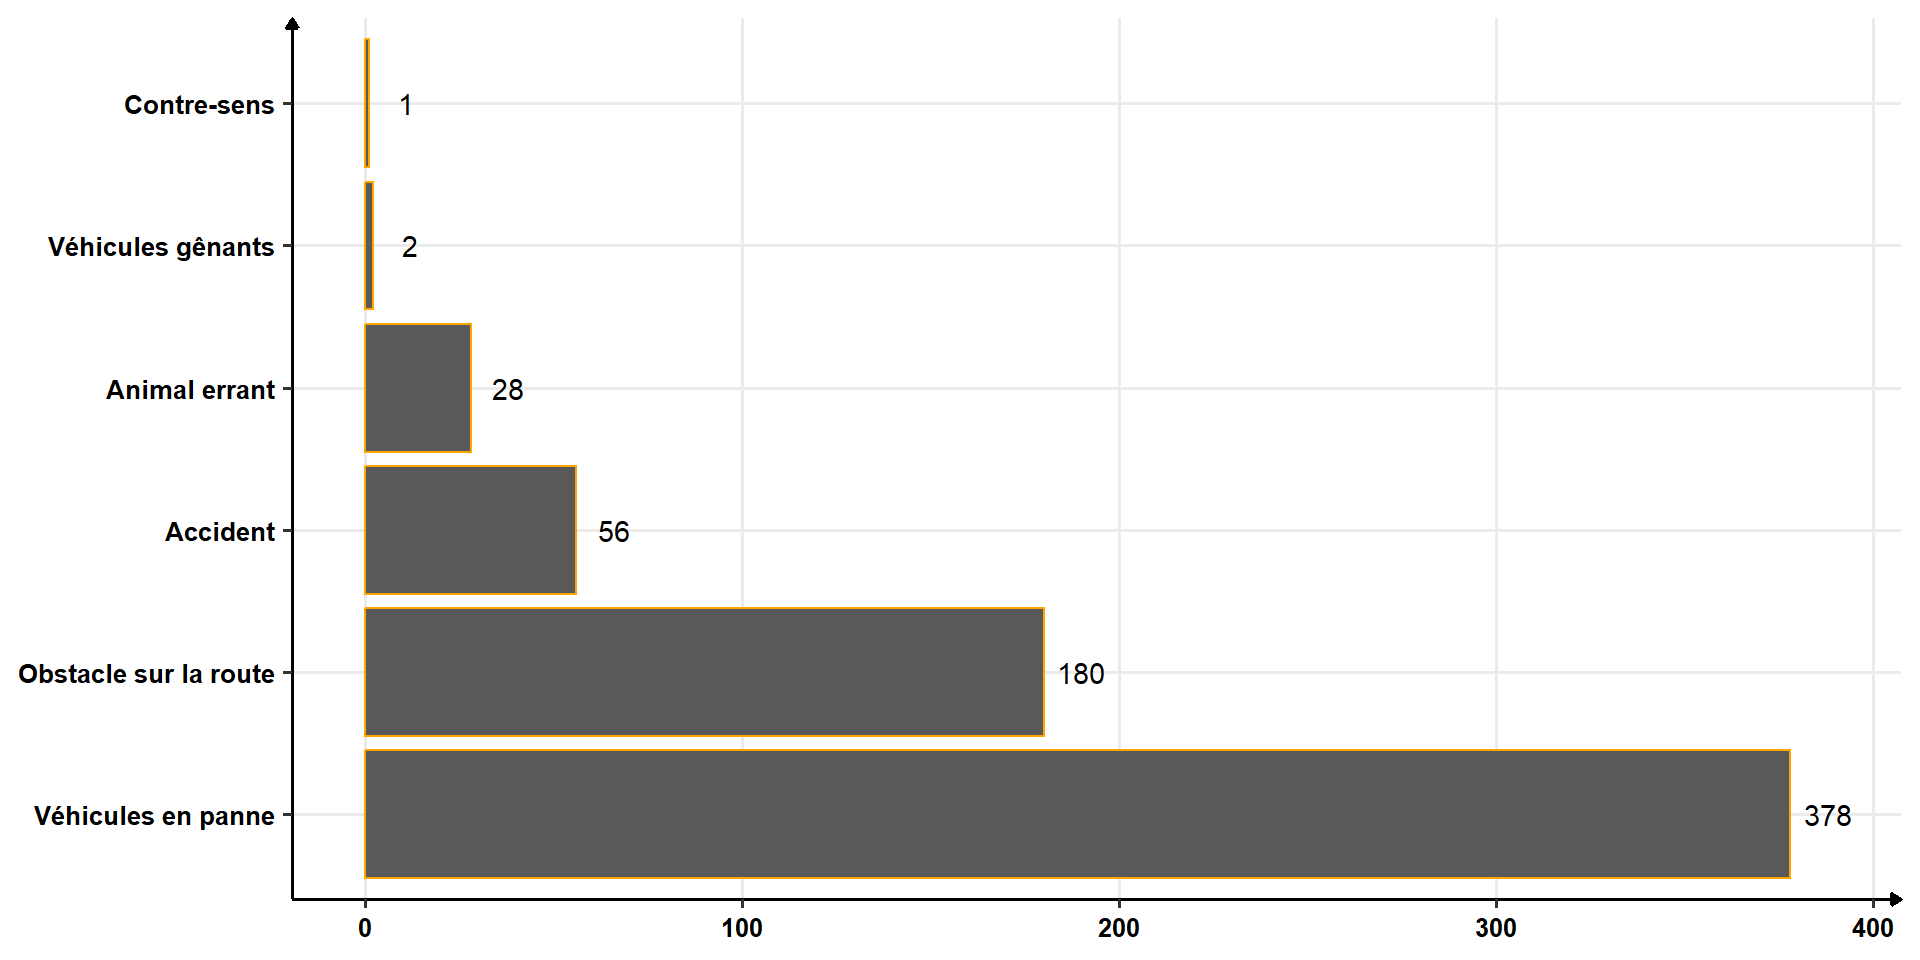 Contre-sens 1
Véhicules gênants 2
Animal errant 28
Accident 56
Obstacle sur la route 180
Véhicules en panne 378
0 100 200 300 400